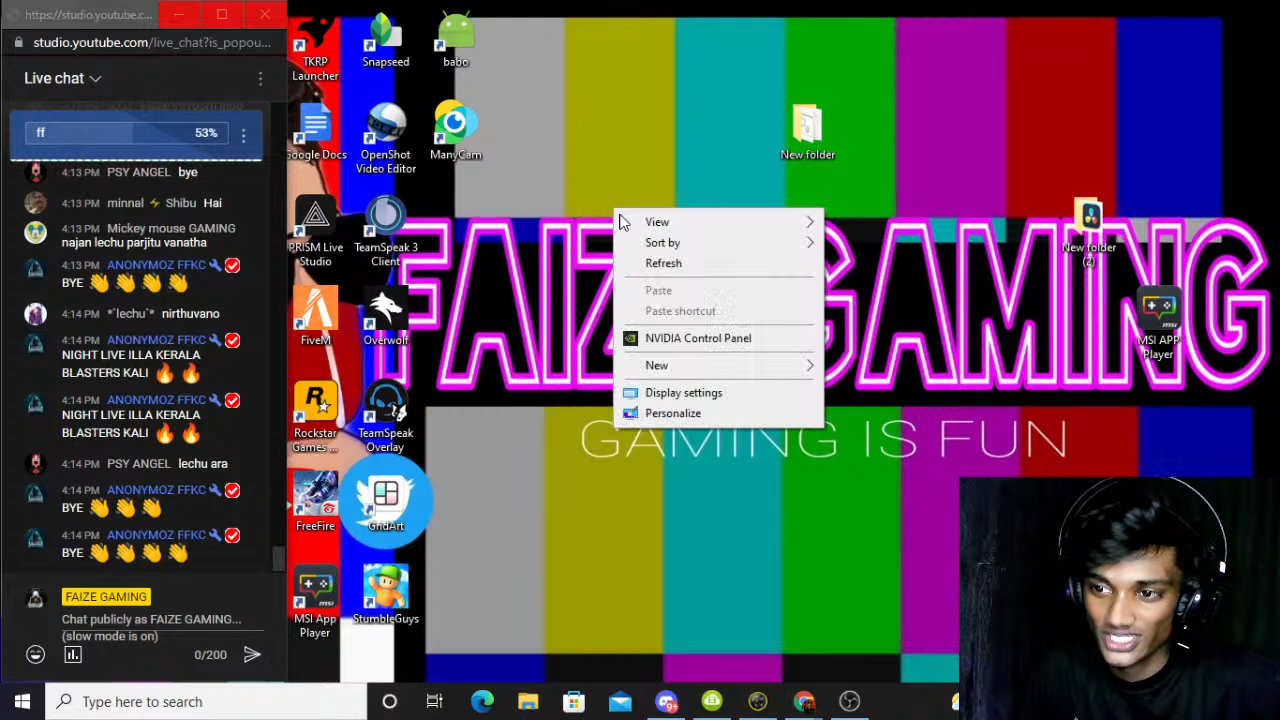 https://studio.youtube.c...
studio.youtube.com/live_chat?is_popou...
Live chat
ff
53%
4:13 PM PSY ANGEL bye
4:13 PM minnal ⚡ Shibu Hai
4:13 PM Mickey mouse GAMING
najan lechu parjitu vanatha
4:13 PM ANONYMOZ FFKC
BYE 👋 👋 👋 👋
4:13 PM *`lechu`* nirthuvano
4:14 PM ANONYMOZ FFKC
NIGHT LIVE ILLA KERALA
BLASTERS KALI 🔥 🔥
4:14 PM ANONYMOZ FFKC
NIGHT LIVE ILLA KERALA
BLASTERS KALI 🔥 🔥
4:14 PM PSY ANGEL lechu ara
4:14 PM ANONYMOZ FFKC
BYE 👋 👋 👋
4:14 PM ANONYMOZ FFKC
BYE 👋 👋 👋 👋
FAIZE GAMING
Chat publicly as FAIZE GAMING...
(slow mode is on)
0/200
TKRP
Launcher
Snapseed
babo
Google Docs
OpenShot
Video Editor
ManyCam
PRISM Live
Studio
TeamSpeak 3
Client
FiveM
Overwolf
Rockstar
Games ...
TeamSpeak
Overlay
FreeFire
GridArt
MSI App
Player
StumbleGuys
New folder
New folder
(2)
MSI APP
Player
View
Sort by
Refresh
Paste
Paste shortcut
NVIDIA Control Panel
New
Display settings
Personalize
FAIZE GAMING
GAMING IS FUN
Type here to search
9+